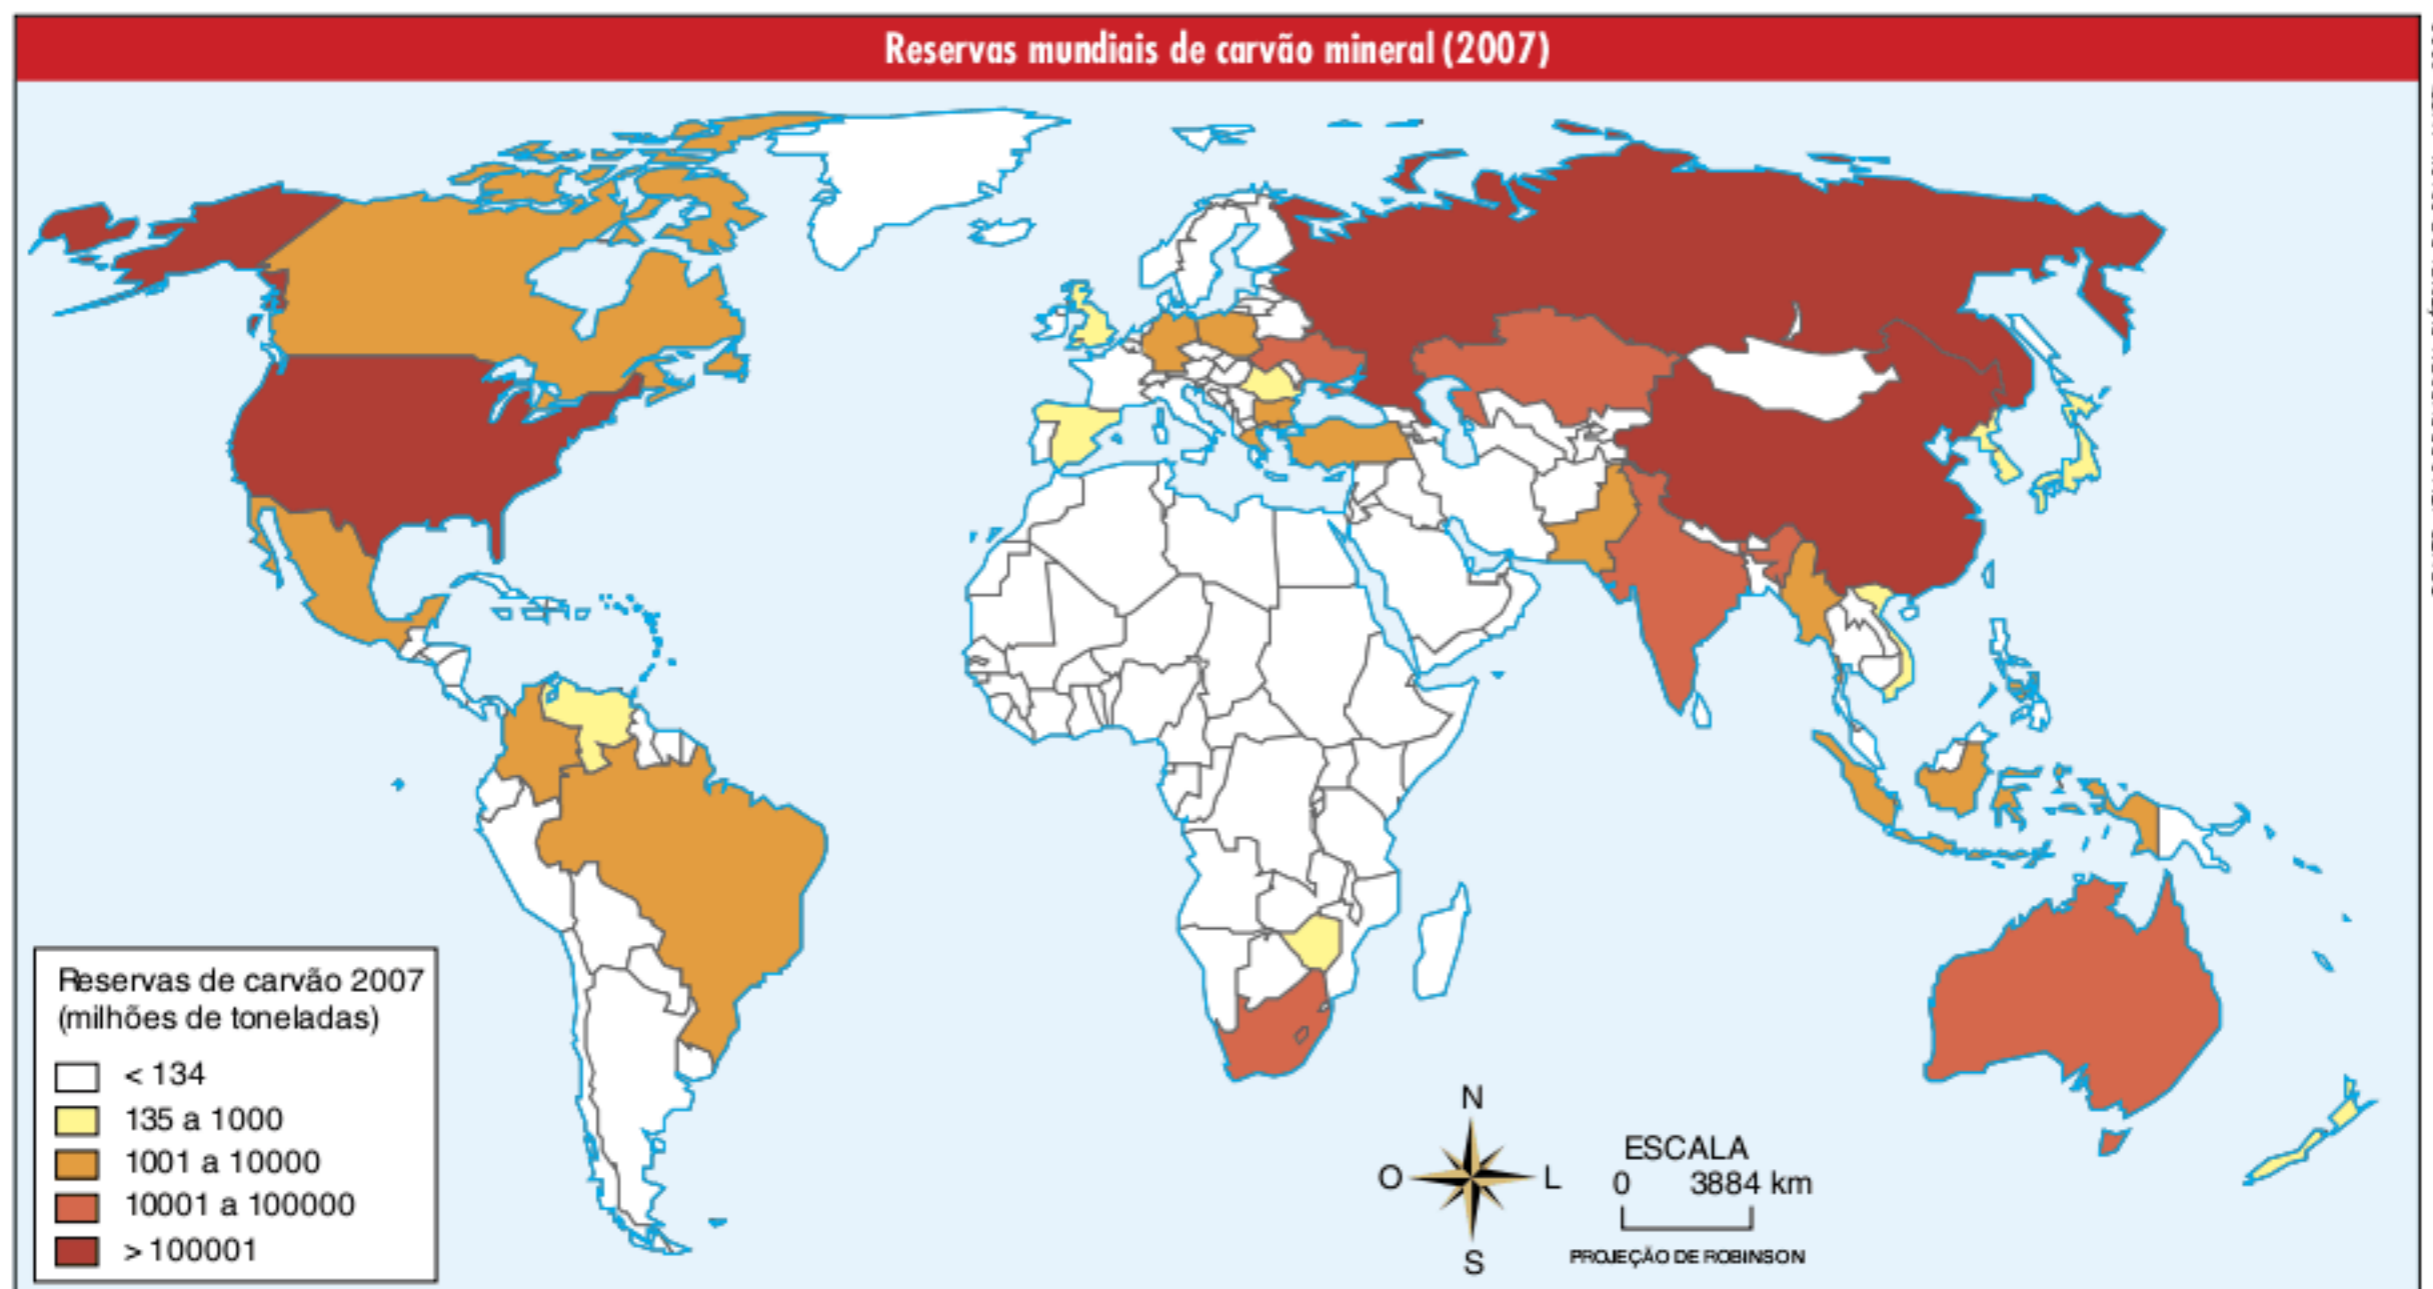 Reservas mundiais de carvão mineral (2007)
Reservas de carvão 2007
(milhões de toneladas)
< 134
135 a 1000
1001 a 10000
10001 a 100000
> 100001
N
O
L
S
ESCALA
0 3884 km
PROJEÇÃO DE ROBINSON